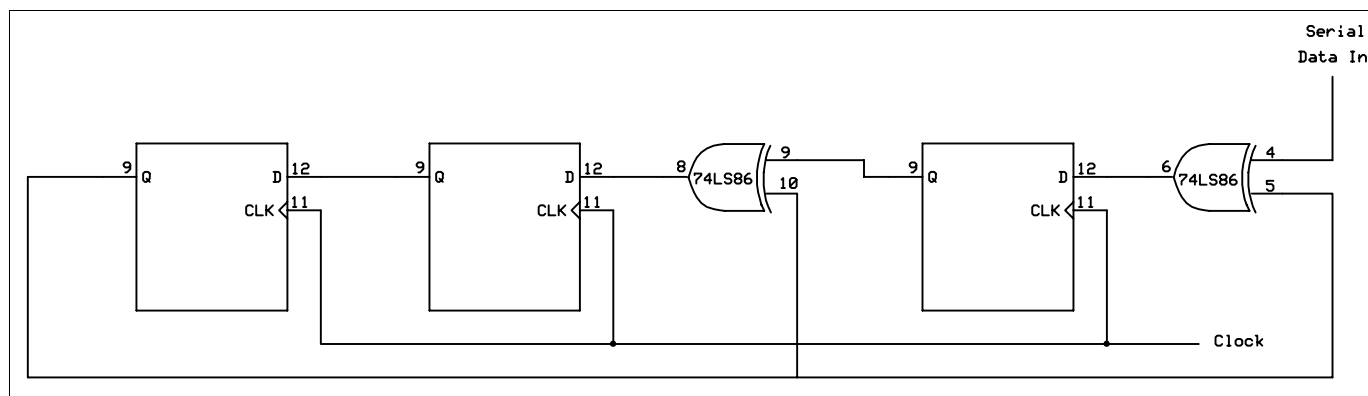 Serial
Data In
9 Q D 12 9 Q D 12 8 74LS86 9 9 Q D 12 6 74LS86 4
10 5
CLK 11 CLK 11 CLK 11
Clock